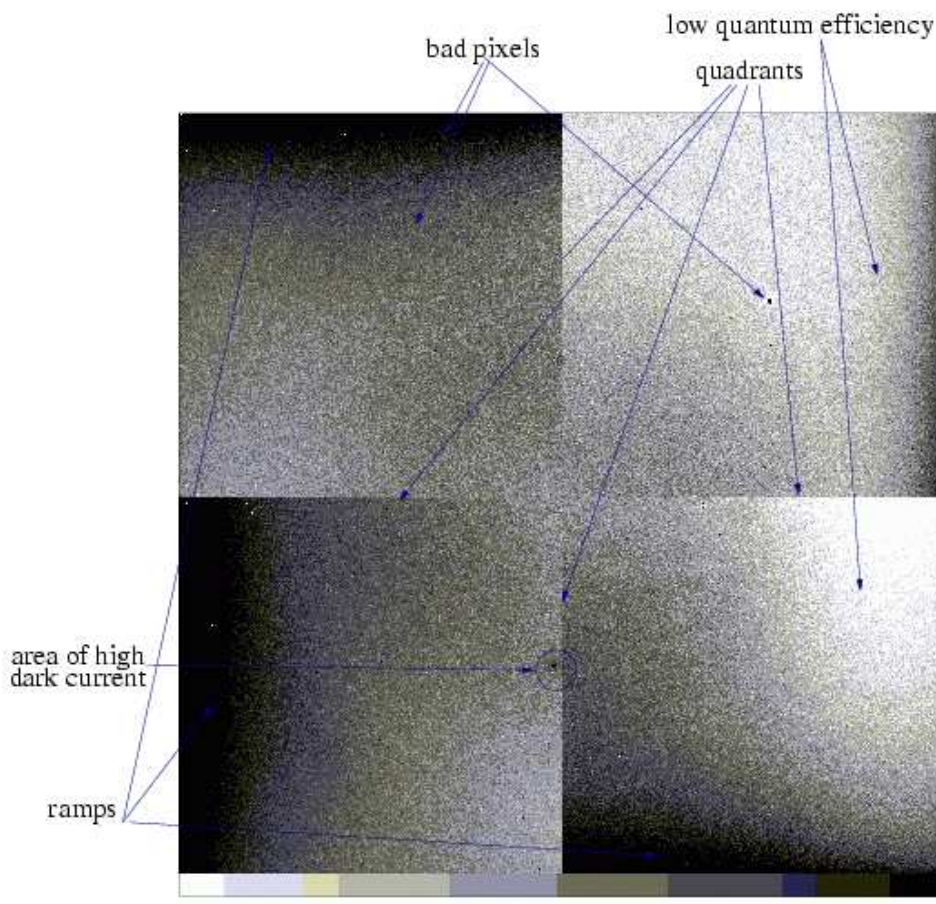 low quantum efficiency
bad pixels
quadrants
area of high
dark current
ramps